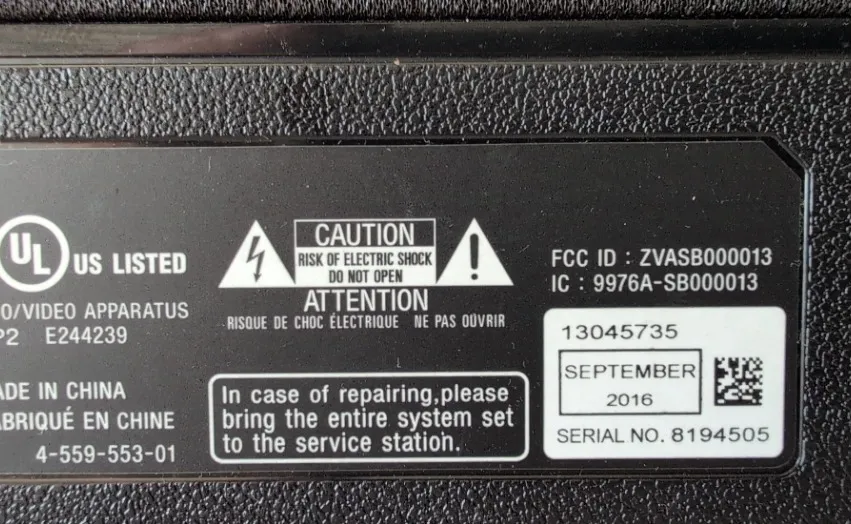 UL US LISTED
O/VIDEO APPARATUS
P2 E244239
ADE IN CHINA
ABRIQUÉ EN CHINE
4-559-553-01
CAUTION
RISK OF ELECTRIC SHOCK
DO NOT OPEN
ATTENTION
RISQUE DE CHOC ÉLECTRIQUE NE PAS OÚVRIR
In case of repairing,please
bring the entire system set
to the service station.
FCC ID : ZVASB000013
IC : 9976A-SB000013
13045735
SEPTEMBER
2016
SERIAL NO. 8194505